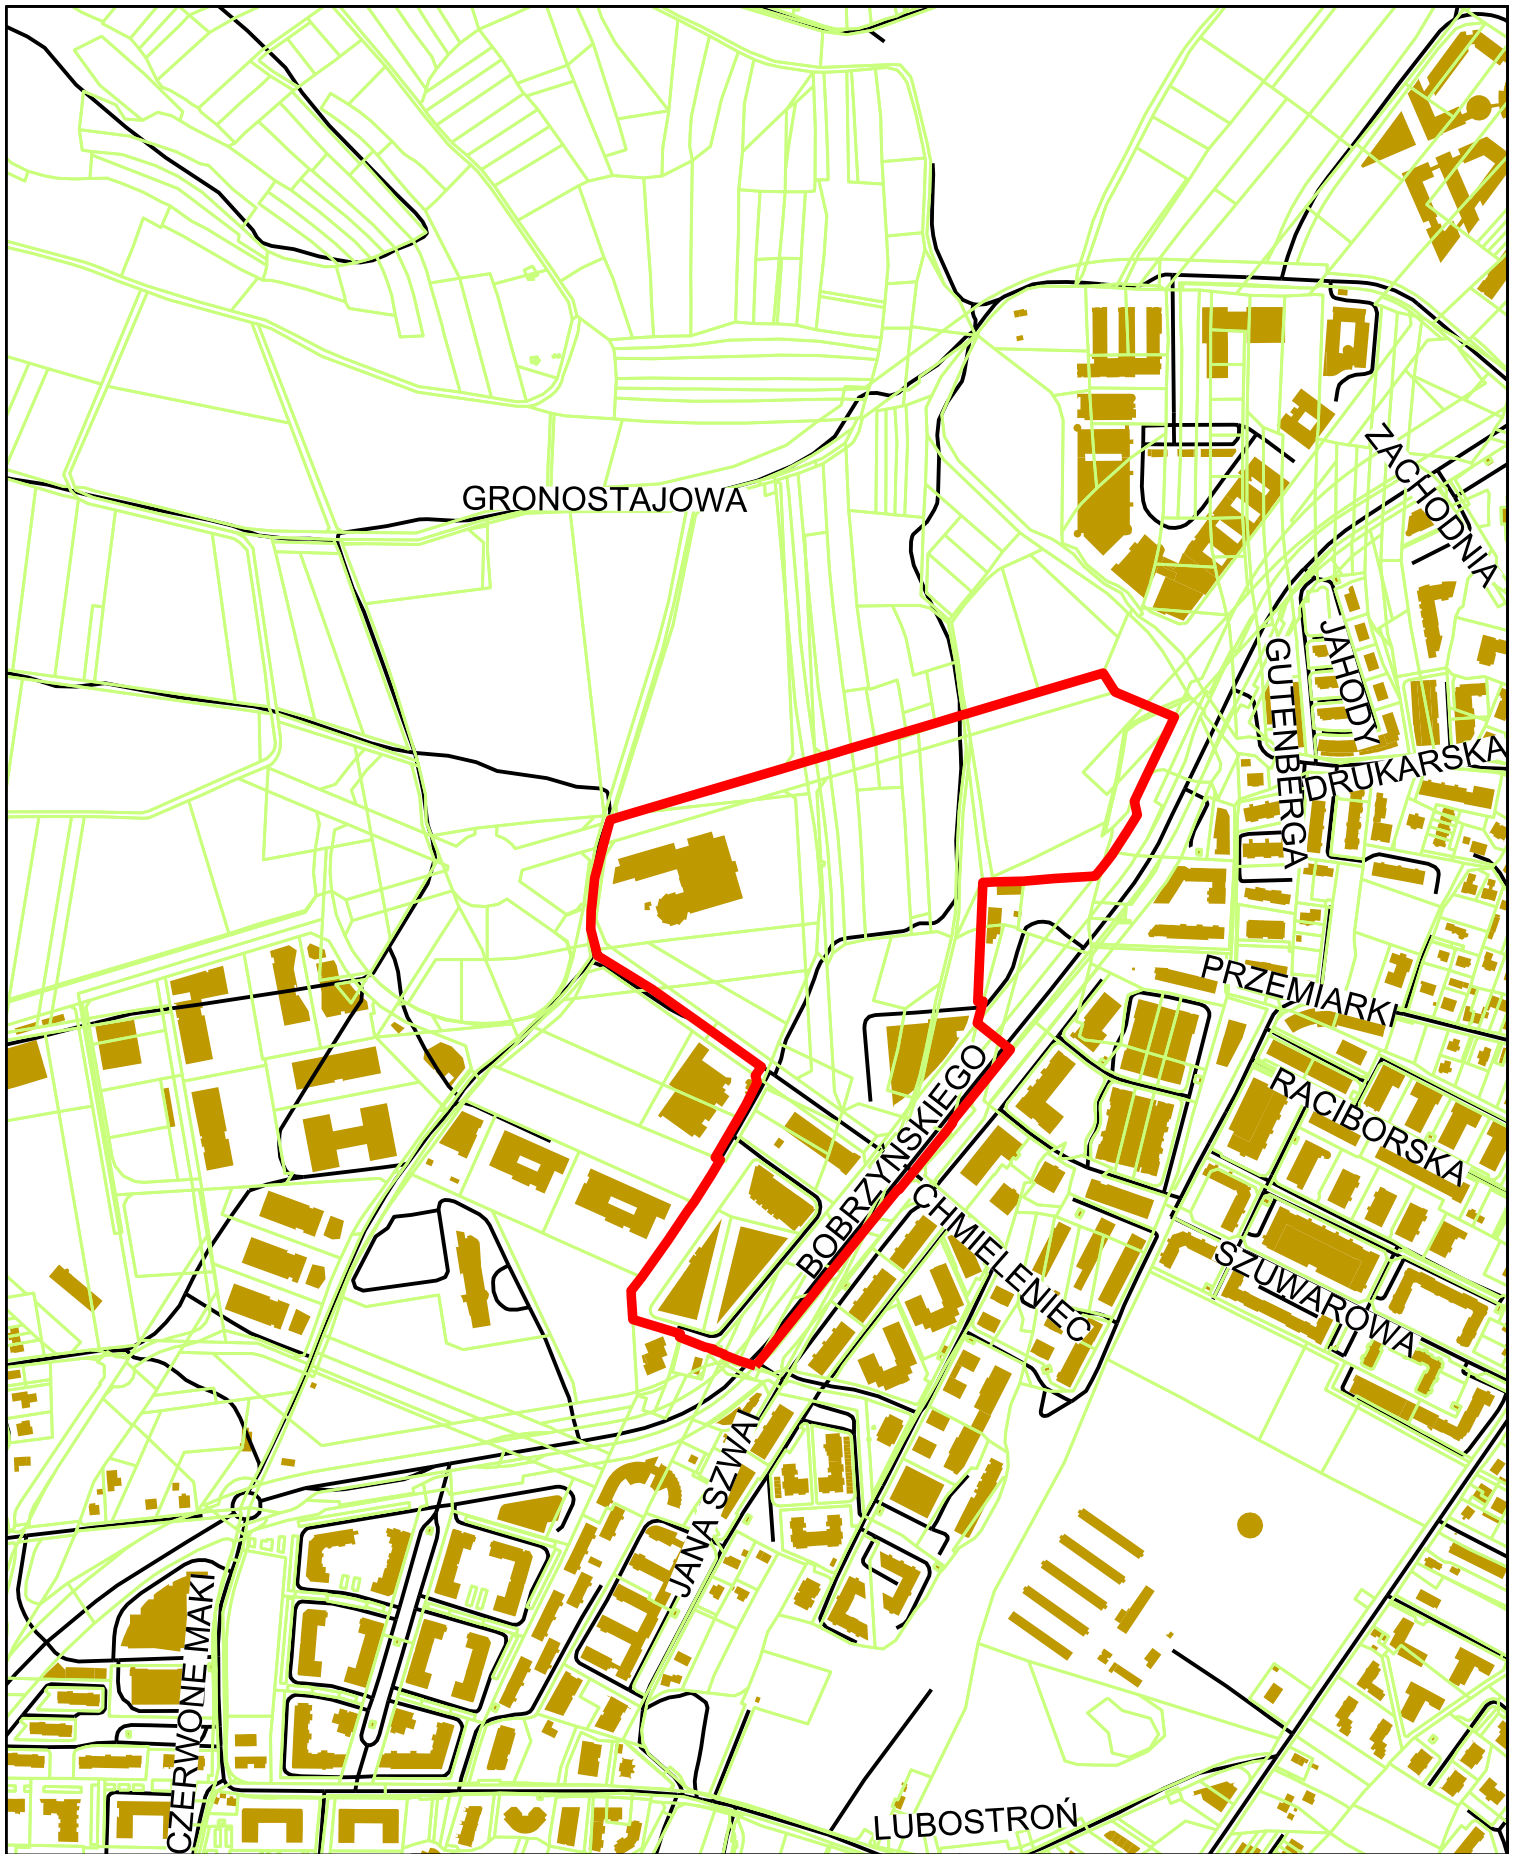 GRONOSTAJOWA
ZACHODNIA
JAHODY
GUTENBERGA
DRUKARSKA
PRZEMIARKI
BOBRZYŃSKIEGO
RACIBORSKA
CHMIELENIEC
SZUWAROWA
JANA SZWAI
CZERWONE MAKI
LUBOSTROŃ